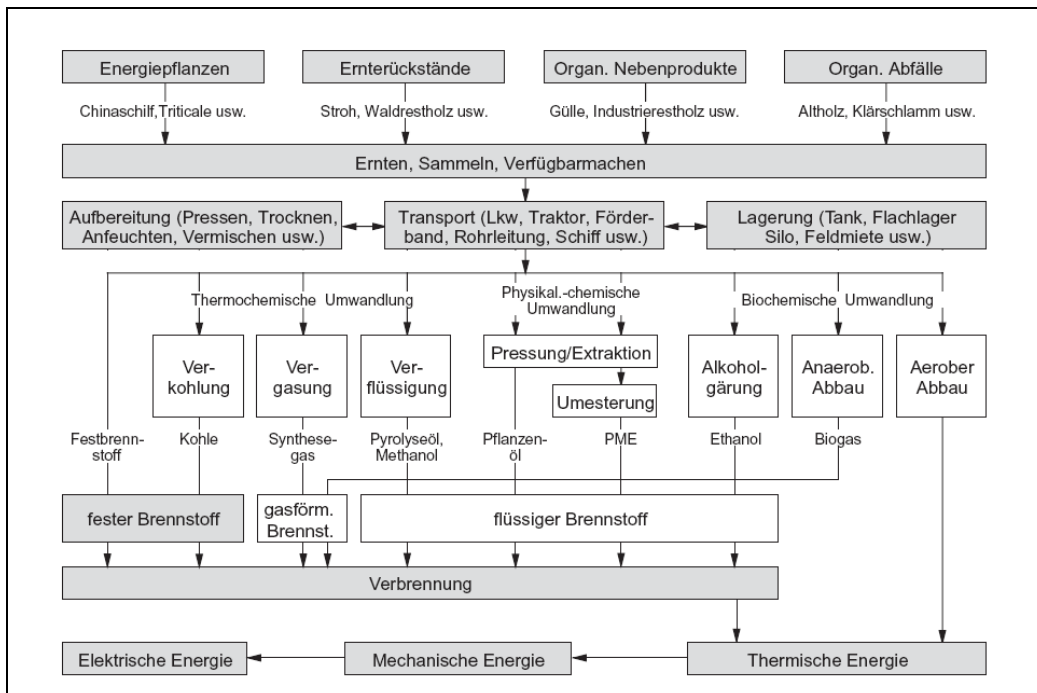 Energiepflanzen
Ernterückstände
Organ. Nebenprodukte
Organ. Abfälle
Chinaschilf,Triticale usw.
Stroh, Waldrestholz usw.
Gülle, Industrierestholz usw.
Altholz, Klärschlamm usw.
Ernten, Sammeln, Verfügbarmachen
Aufbereitung (Pressen, Trocknen,
Anfeuchten, Vermischen usw.)
Transport (Lkw, Traktor, Förder-
band, Rohrleitung, Schiff usw.)
Lagerung (Tank, Flachlager
Silo, Feldmiete usw.)
Thermochemische Umwandlung
Physikal.-chemische
Umwandlung
Biochemische Umwandlung
Ver-
kohlung
Ver-
gasung
Ver-
flüssigung
Pressung/Extraktion
Umesterung
Alkohol-
gärung
Anaerob.
Abbau
Aerober
Abbau
Festbrenn-
stoff
Kohle
Synthese-
gas
Pyrolyseöl,
Methanol
Pflanzen-
öl
PME
Ethanol
Biogas
fester Brennstoff
gasförm.
Brennst.
flüssiger Brennstoff
Verbrennung
Elektrische Energie
Mechanische Energie
Thermische Energie